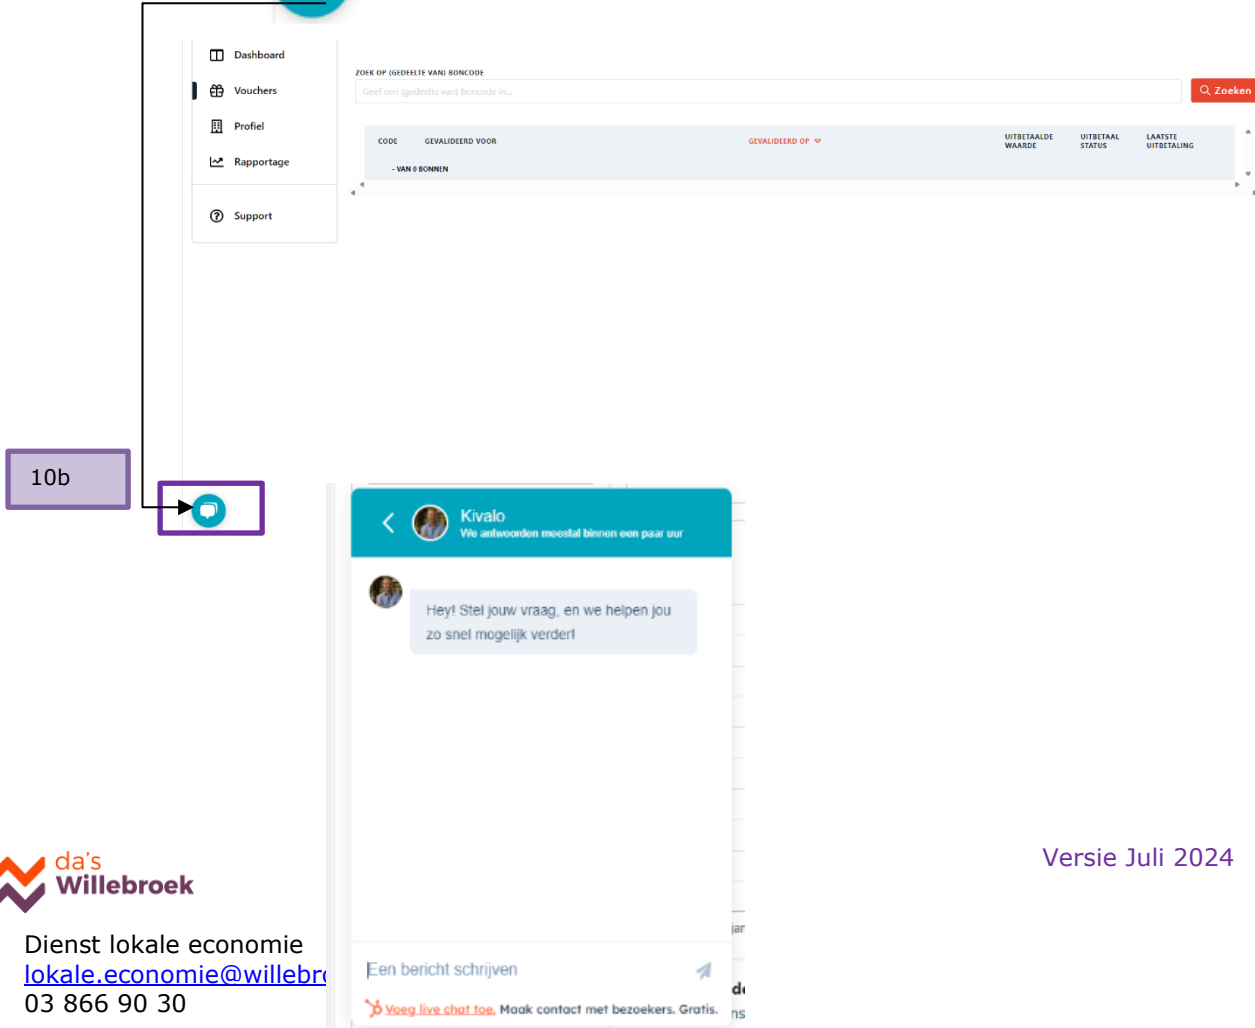 Dashboard
Vouchers
Profiel
Rapportage
Support
ZOEK OP (GEDEELTE VAN) BONCODE
Geef een (gedeelte van) boncode in...
Zoeken
CODE GEVALIDEERD VOOR GEVALIDEERD OP UITBETAALDE WAARDE UITBETAAL STATUS LAATSTE UITBETALING
- VAN 0 BONNEN
10b
Kivalo
We antwoorden meestal binnen een paar uur
Hey! Stel jouw vraag, en we helpen jou
zo snel mogelijk verder!
Een bericht schrijven
Voeg live chat toe. Maak contact met bezoekers. Gratis.
da's
Willebroek
Versie Juli 2024
Dienst lokale economie
lokale.economie@willebr
03 866 90 30